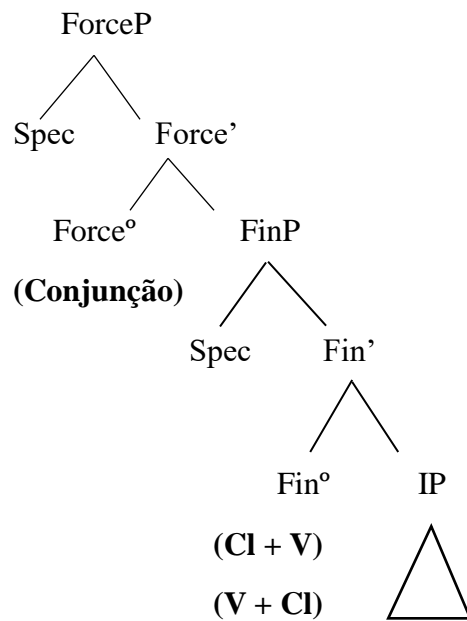 ForceP
Spec Force’
Forceº FinP
(Conjunção)
Spec Fin’
Finº IP
(Cl + V)
(V + Cl)